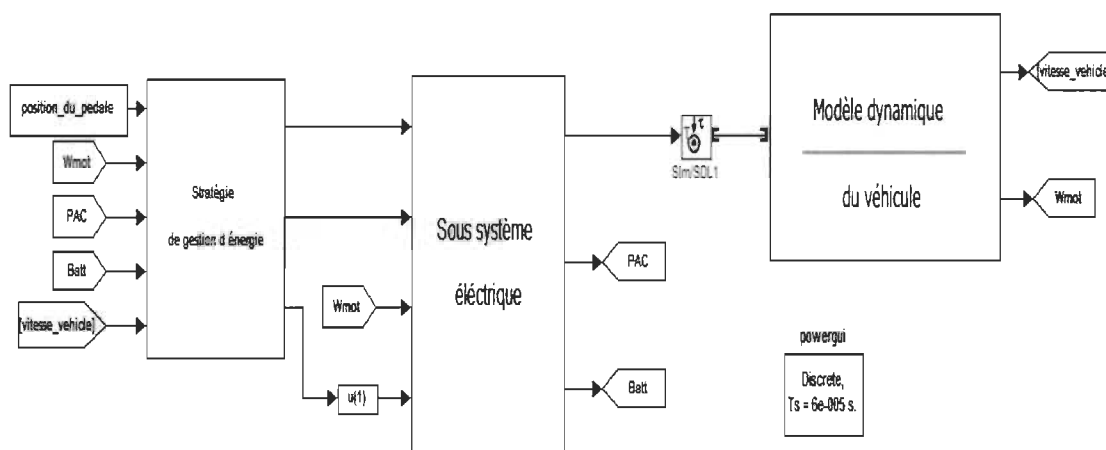 position_du_pedale
Wmot
PAC
Batt
[vitesse_vehicle]
Stratégie
de gestion d énergie
Wmot
u(1)
Sous système
éléctrique
PAC
Batt
T
τ
Sim/SDL1
Modèle dynamique
du véhicule
[vitesse_vehicle
Wmot
powergui
Discrete,
Ts = 6e-005 s.